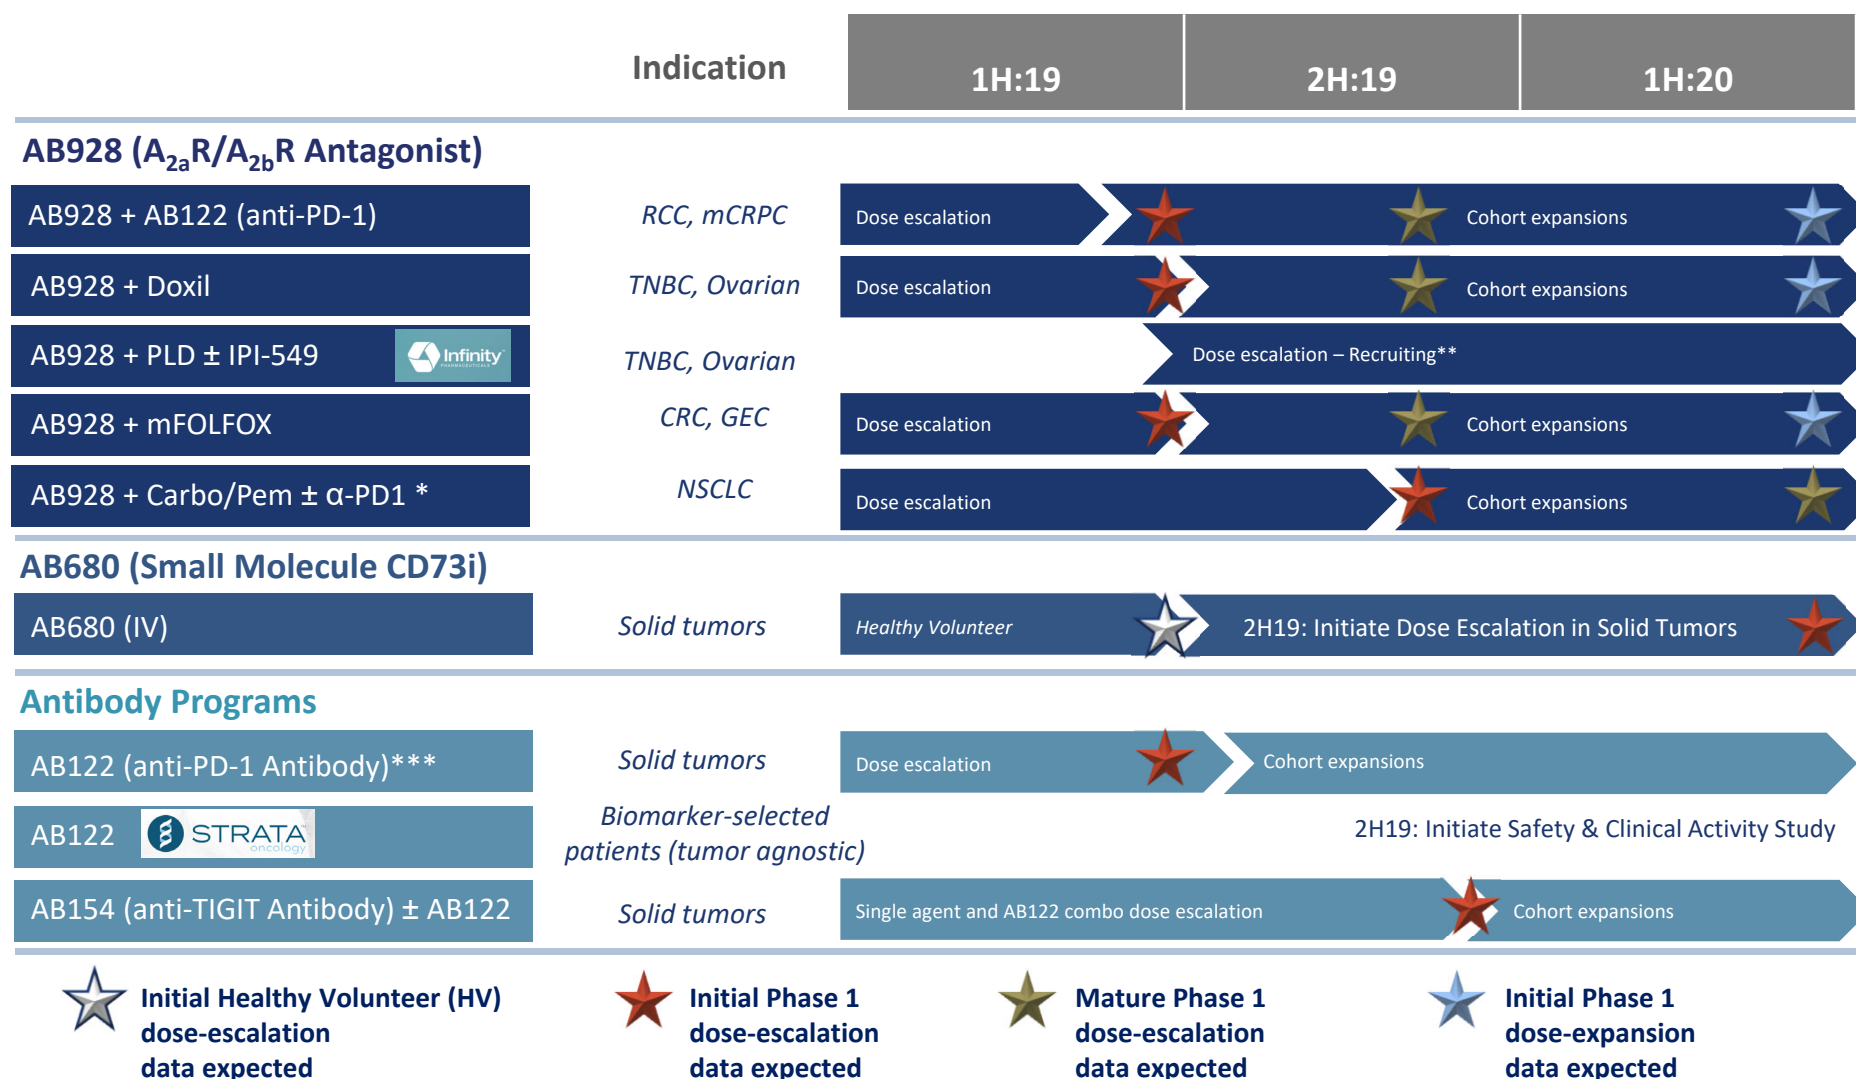 Indication 1H:19 2H:19 1H:20
AB928 (A2aR/A2bR Antagonist)
AB928 + AB122 (anti-PD-1) RCC, mCRPC Dose escalation Cohort expansions
AB928 + Doxil TNBC, Ovarian Dose escalation Cohort expansions
AB928 + PLD ± IPI-549 Infinity PHARMACEUTICALS TNBC, Ovarian Dose escalation – Recruiting**
AB928 + mFOLFOX CRC, GEC Dose escalation Cohort expansions
AB928 + Carbo/Pem ± α-PD1 * NSCLC Dose escalation Cohort expansions
AB680 (Small Molecule CD73i)
AB680 (IV) Solid tumors Healthy Volunteer 2H19: Initiate Dose Escalation in Solid Tumors
Antibody Programs
AB122 (anti-PD-1 Antibody)*** Solid tumors Dose escalation Cohort expansions
AB122 STRATA™ oncology Biomarker-selected
patients (tumor agnostic) 2H19: Initiate Safety & Clinical Activity Study
AB154 (anti-TIGIT Antibody) ± AB122 Solid tumors Single agent and AB122 combo dose escalation Cohort expansions
Initial Healthy Volunteer (HV)
dose-escalation
data expected
Initial Phase 1
dose-escalation
data expected
Mature Phase 1
dose-escalation
data expected
Initial Phase 1
dose-expansion
data expected